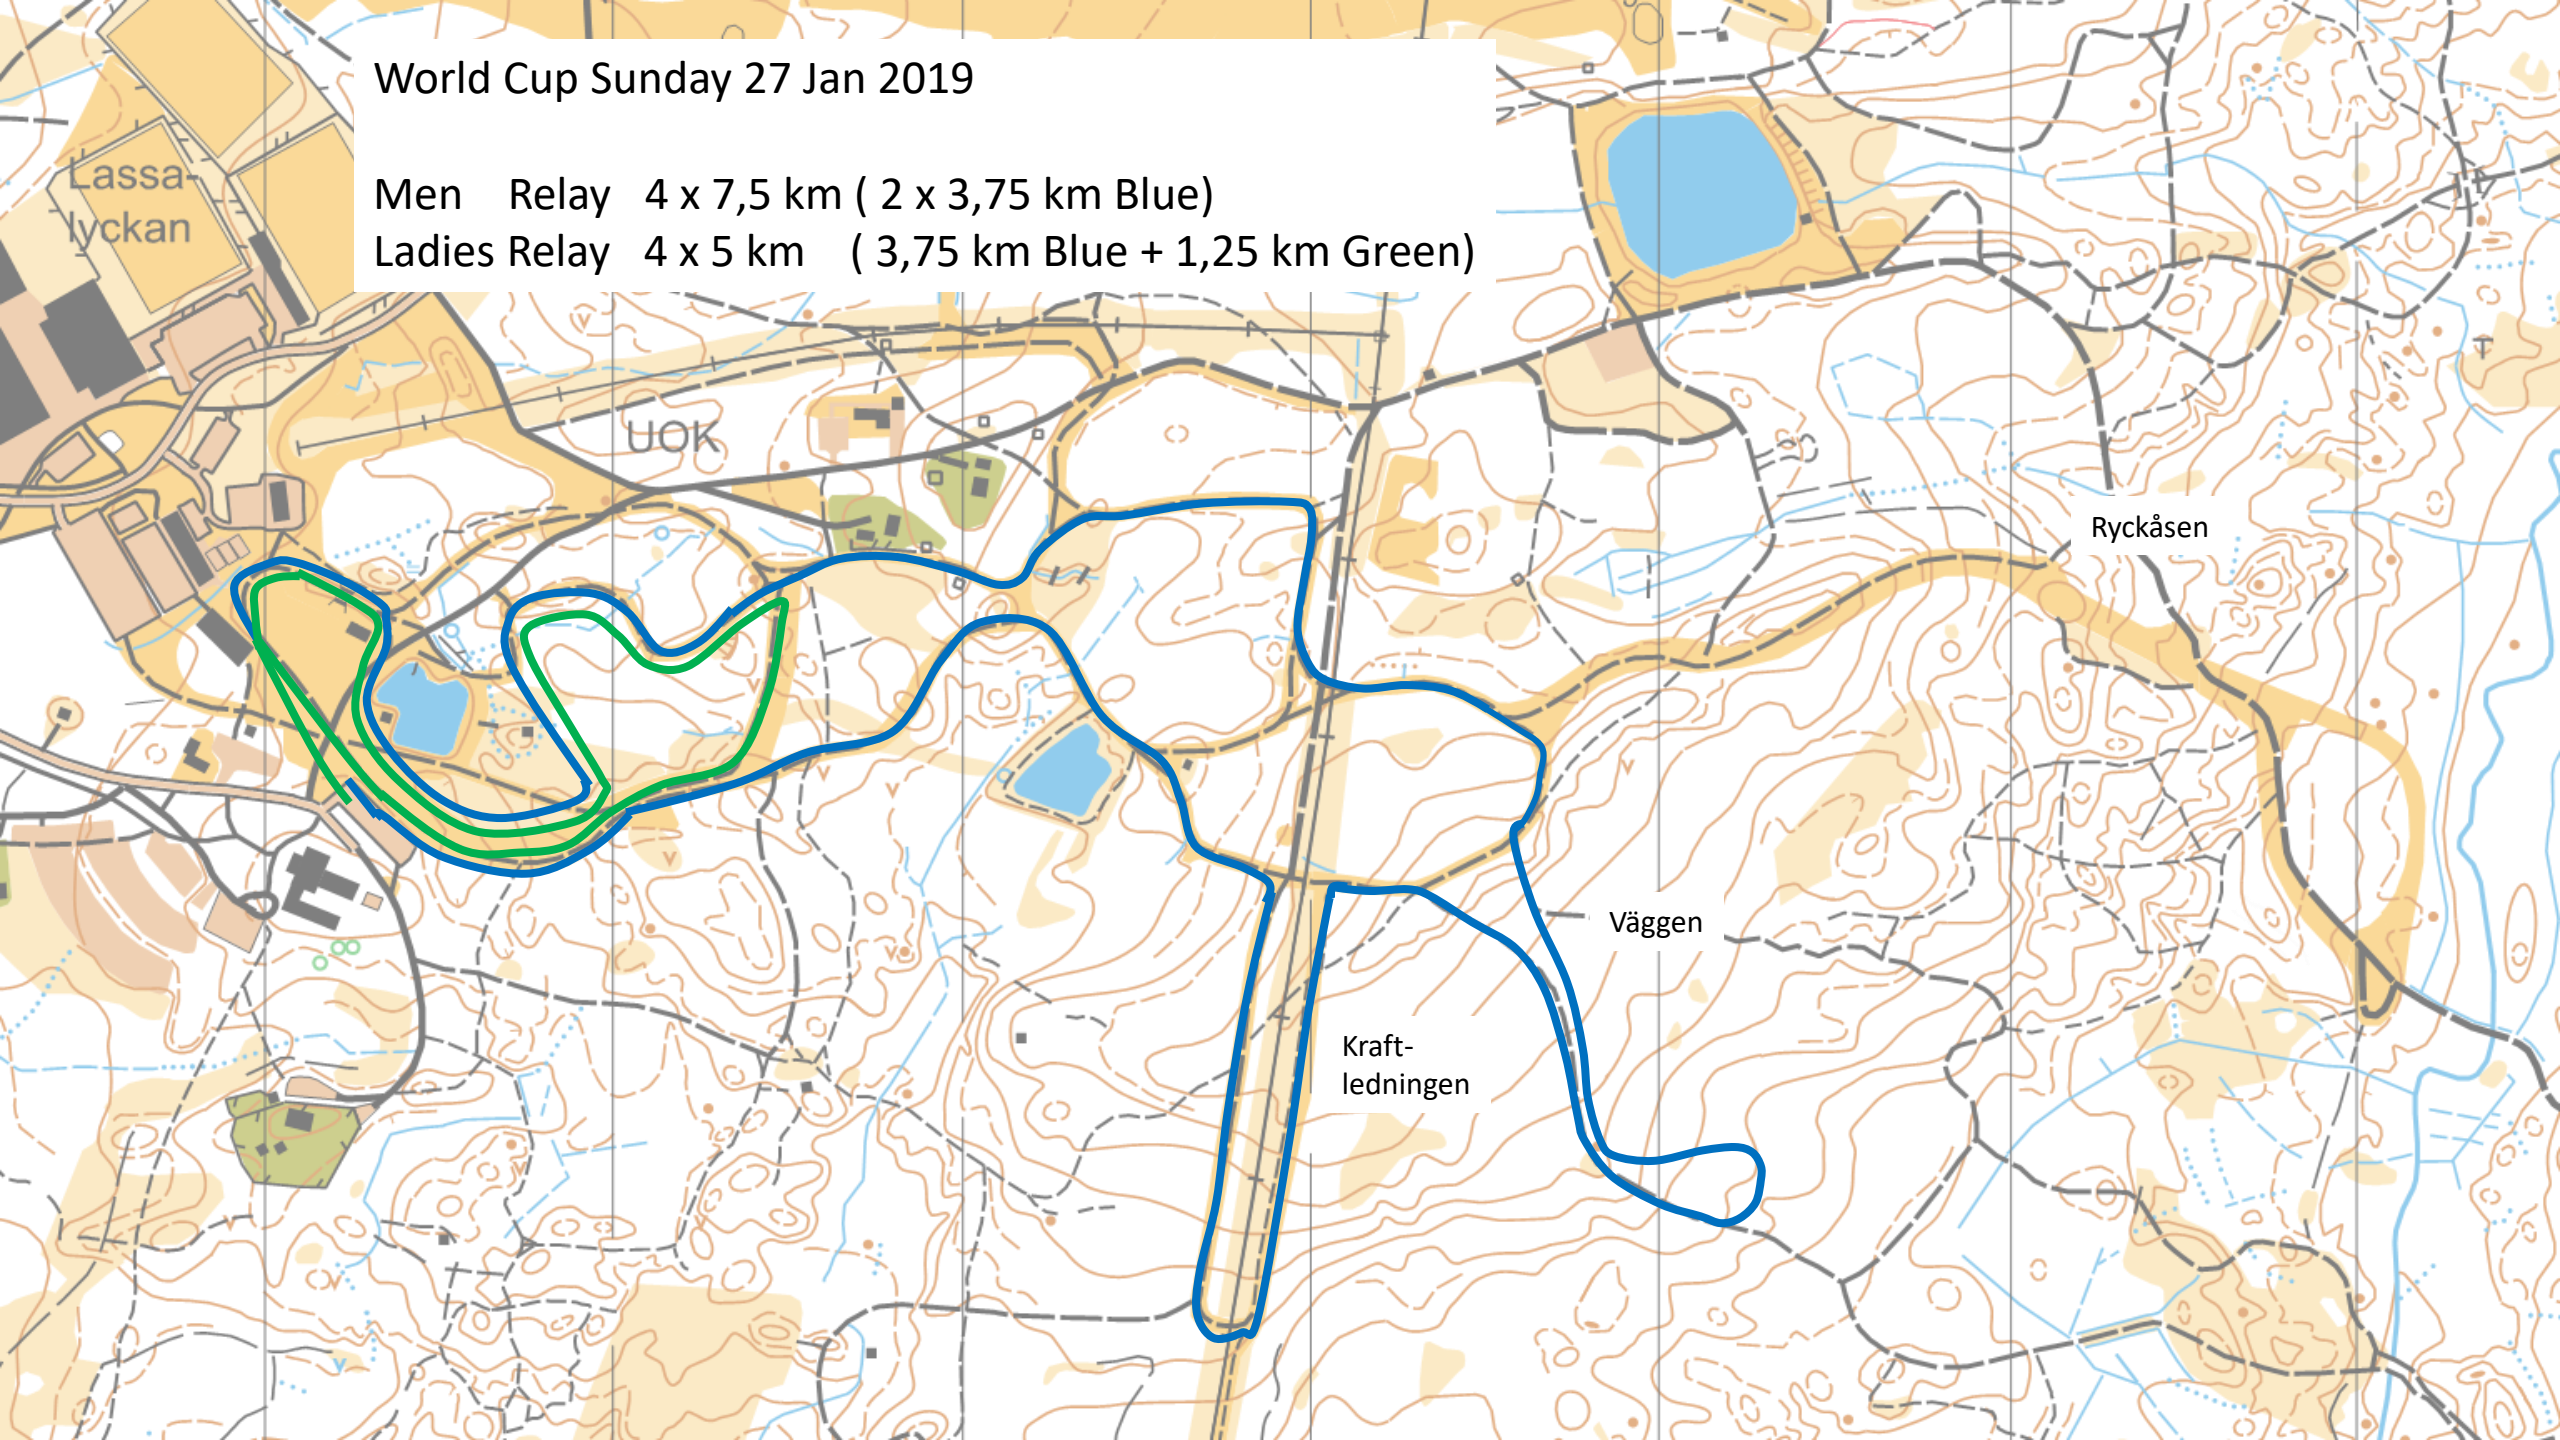 World Cup Sunday 27 Jan 2019
Men Relay 4 x 7,5 km ( 2 x 3,75 km Blue)
Ladies Relay 4 x 5 km ( 3,75 km Blue + 1,25 km Green)
Lassa-
lyckan
UOK
Ryckåsen
Väggen
Kraft-
ledningen